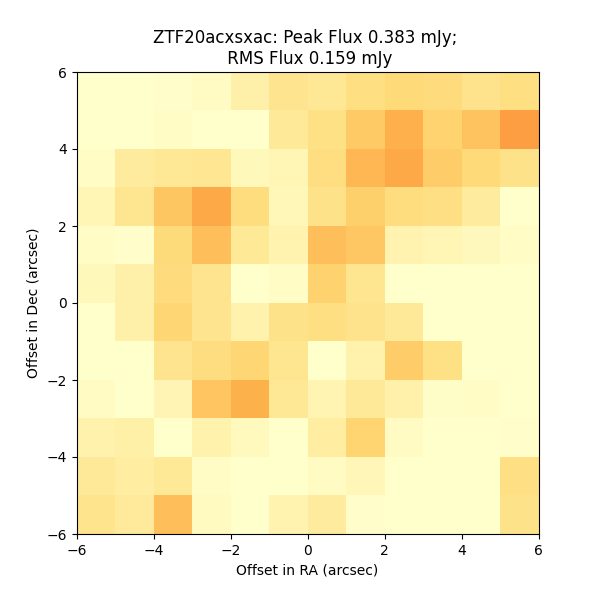 ZTF20acxsxac: Peak Flux 0.383 mJy;
RMS Flux 0.159 mJy
6
4
2
0
−2
−4
−6
Offset in Dec (arcsec)
−6 −4 −2 0 2 4 6
Offset in RA (arcsec)